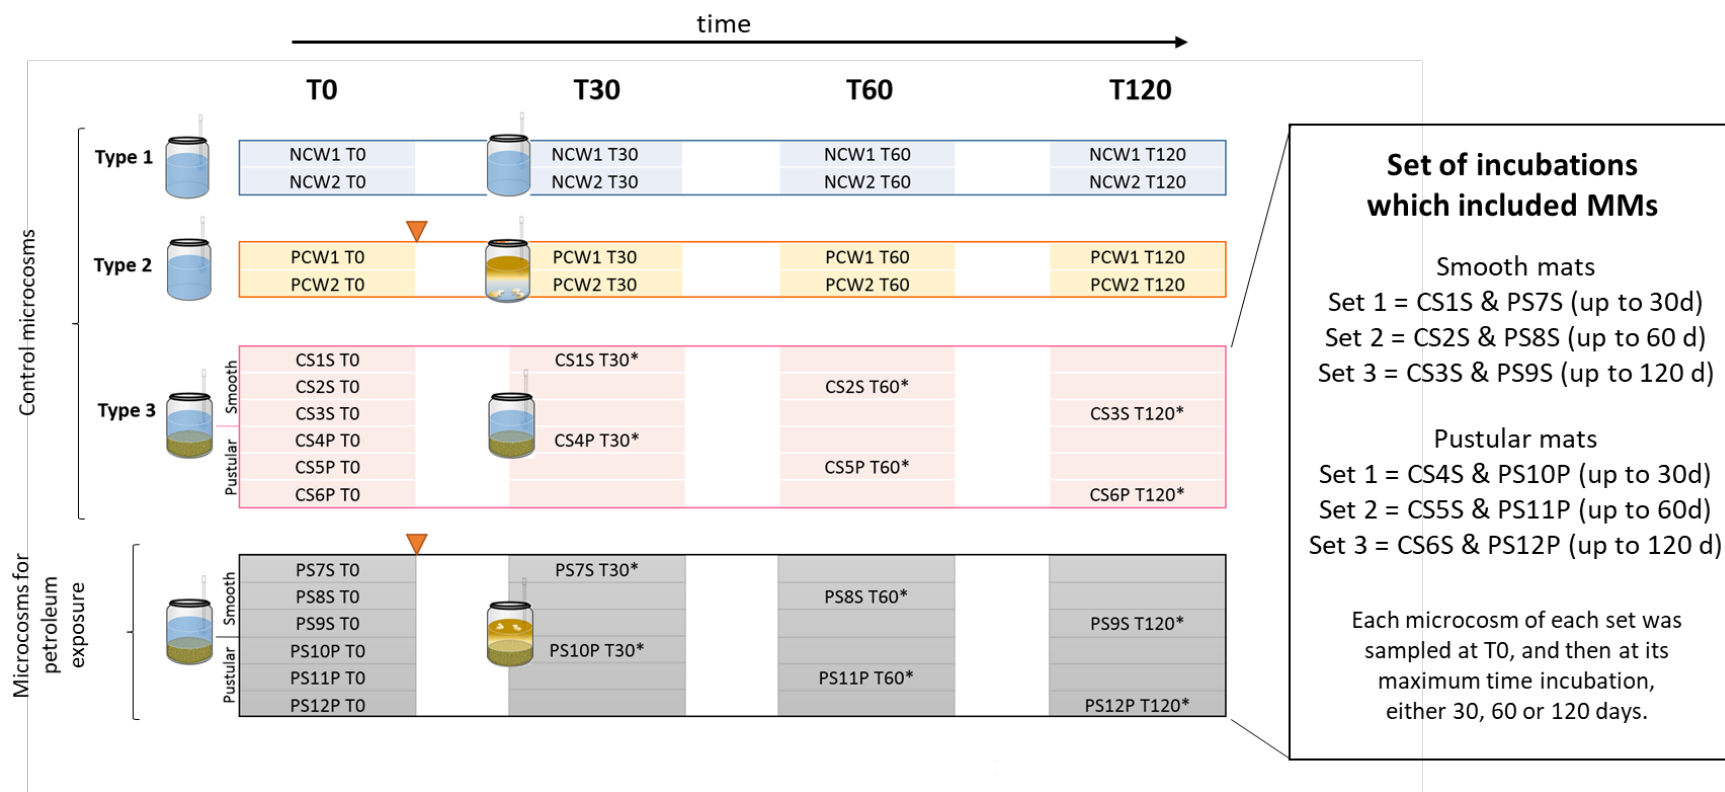 time
T0 T30 T60 T120
Control microcosms
Type 1
NCW1 T0 NCW1 T30 NCW1 T60 NCW1 T120
NCW2 T0 NCW2 T30 NCW2 T60 NCW2 T120
Type 2
PCW1 T0 PCW1 T30 PCW1 T60 PCW1 T120
PCW2 T0 PCW2 T30 PCW2 T60 PCW2 T120
Type 3
Smooth
CS1S T0 CS1S T30*
CS2S T0 CS2S T60*
CS3S T0 CS3S T120*
Pustular
CS4P T0 CS4P T30*
CS5P T0 CS5P T60*
CS6P T0 CS6P T120*
Microcosms for
petroleum
exposure
Smooth
PS7S T0 PS7S T30*
PS8S T0 PS8S T60*
PS9S T0 PS9S T120*
Pustular
PS10P T0 PS10P T30*
PS11P T0 PS11P T60*
PS12P T0 PS12P T120*
Set of incubations
which included MMs
Smooth mats
Set 1 = CS1S & PS7S (up to 30d)
Set 2 = CS2S & PS8S (up to 60 d)
Set 3 = CS3S & PS9S (up to 120 d)
Pustular mats
Set 1 = CS4S & PS10P (up to 30d)
Set 2 = CS5S & PS11P (up to 60d)
Set 3 = CS6S & PS12P (up to 120 d)
Each microcosm of each set was
sampled at T0, and then at its
maximum time incubation,
either 30, 60 or 120 days.